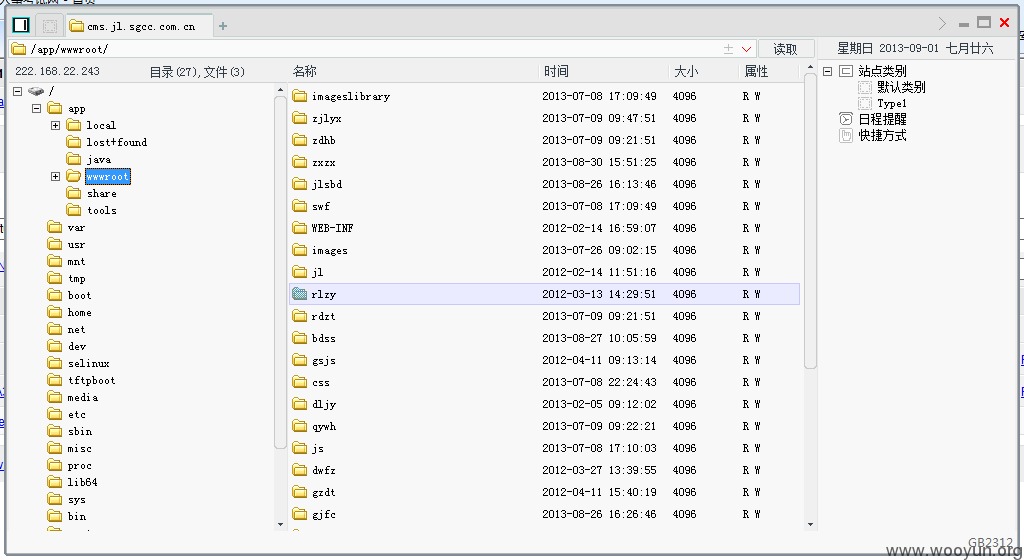 cms.jl.sgcc.com.cn
/app/wwwroot/
读取
星期日 2013-09-01 七月廿六
222.168.22.243 目录(27),文件(3)
名称 时间 大小 属性
/
app
local
lost+found
java
wwwroot
share
tools
var
usr
mnt
tmp
boot
home
net
dev
selinux
tftpboot
media
etc
sbin
misc
proc
lib64
sys
bin
imageslibrary 2013-07-08 17:09:49 4096 R W
zjlyx 2013-07-09 09:47:51 4096 R W
zdhb 2013-07-09 09:21:51 4096 R W
zxzx 2013-08-30 15:51:25 4096 R W
jlsbd 2013-08-26 16:13:46 4096 R W
swf 2013-07-08 17:09:49 4096 R W
WEB-INF 2012-02-14 16:59:07 4096 R W
images 2013-07-26 09:02:15 4096 R W
jl 2012-02-14 11:51:16 4096 R W
rlzy 2012-03-13 14:29:51 4096 R W
rdzt 2013-07-09 09:21:51 4096 R W
bdss 2013-08-27 10:05:59 4096 R W
gsjs 2012-04-11 09:13:14 4096 R W
css 2013-07-08 22:24:43 4096 R W
dljy 2013-02-05 09:12:02 4096 R W
qywh 2013-07-09 09:22:21 4096 R W
js 2013-07-08 17:10:03 4096 R W
dwfz 2012-03-27 13:39:55 4096 R W
gzdt 2012-04-11 15:40:19 4096 R W
gjfc 2013-08-26 16:26:46 4096 R W
站点类别
默认类别
Type1
日程提醒
快捷方式
GB2312
www.wooyun.org